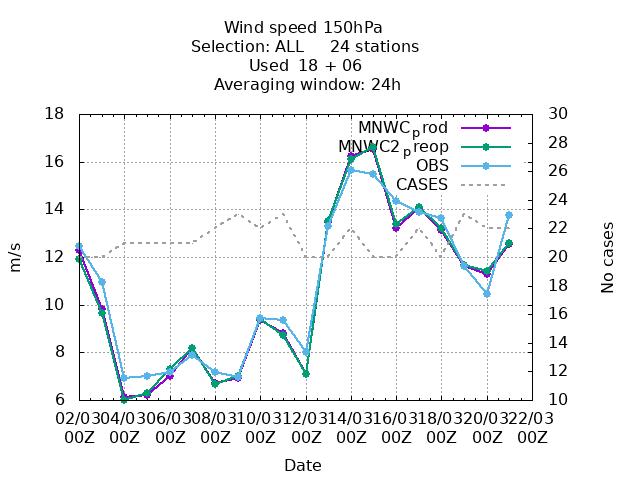 Wind speed 150hPa
Selection: ALL     24 stations
Used  18 + 06
Averaging window: 24h
MNWC_prod
MNWC2_preop
OBS
CASES
18
16
14
12
10
8
6
m/s
30
28
26
24
22
20
18
16
14
12
10
No cases
02/03 04/03 06/03 08/03 10/03 12/03 14/03 16/03 18/03 20/03 22/03
00Z 00Z 00Z 00Z 00Z 00Z 00Z 00Z 00Z 00Z 00Z
Date